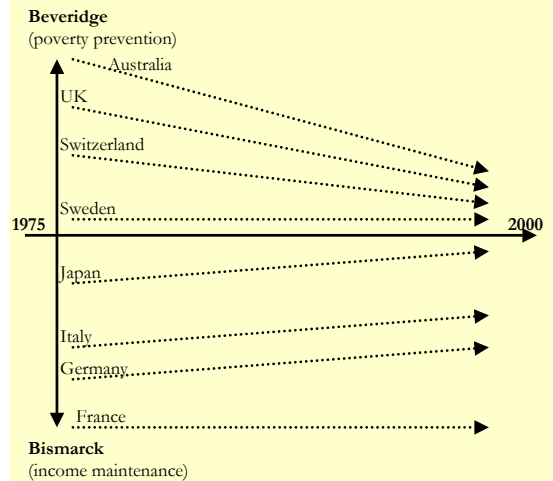 Beveridge
(poverty prevention)
Australia
UK
Switzerland
Sweden
1975
2000
Japan
Italy
Germany
France
Bismarck
(income maintenance)